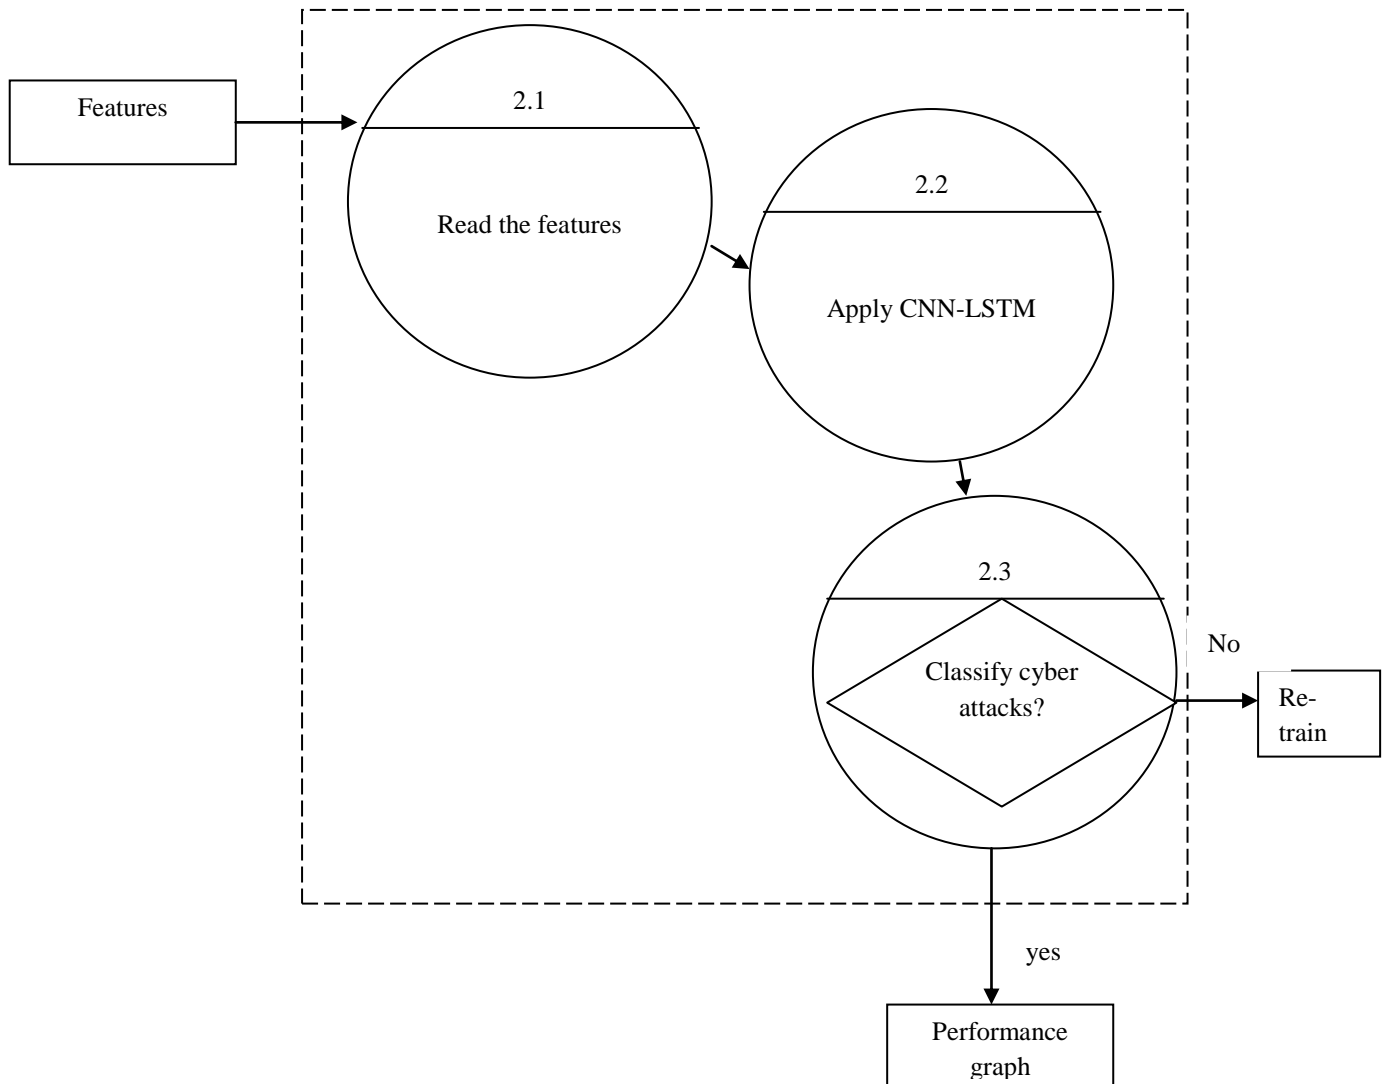 Features
2.1
Read the features
2.2
Apply CNN-LSTM
2.3
Classify cyber
attacks?
No
Re-
train
yes
Performance
graph